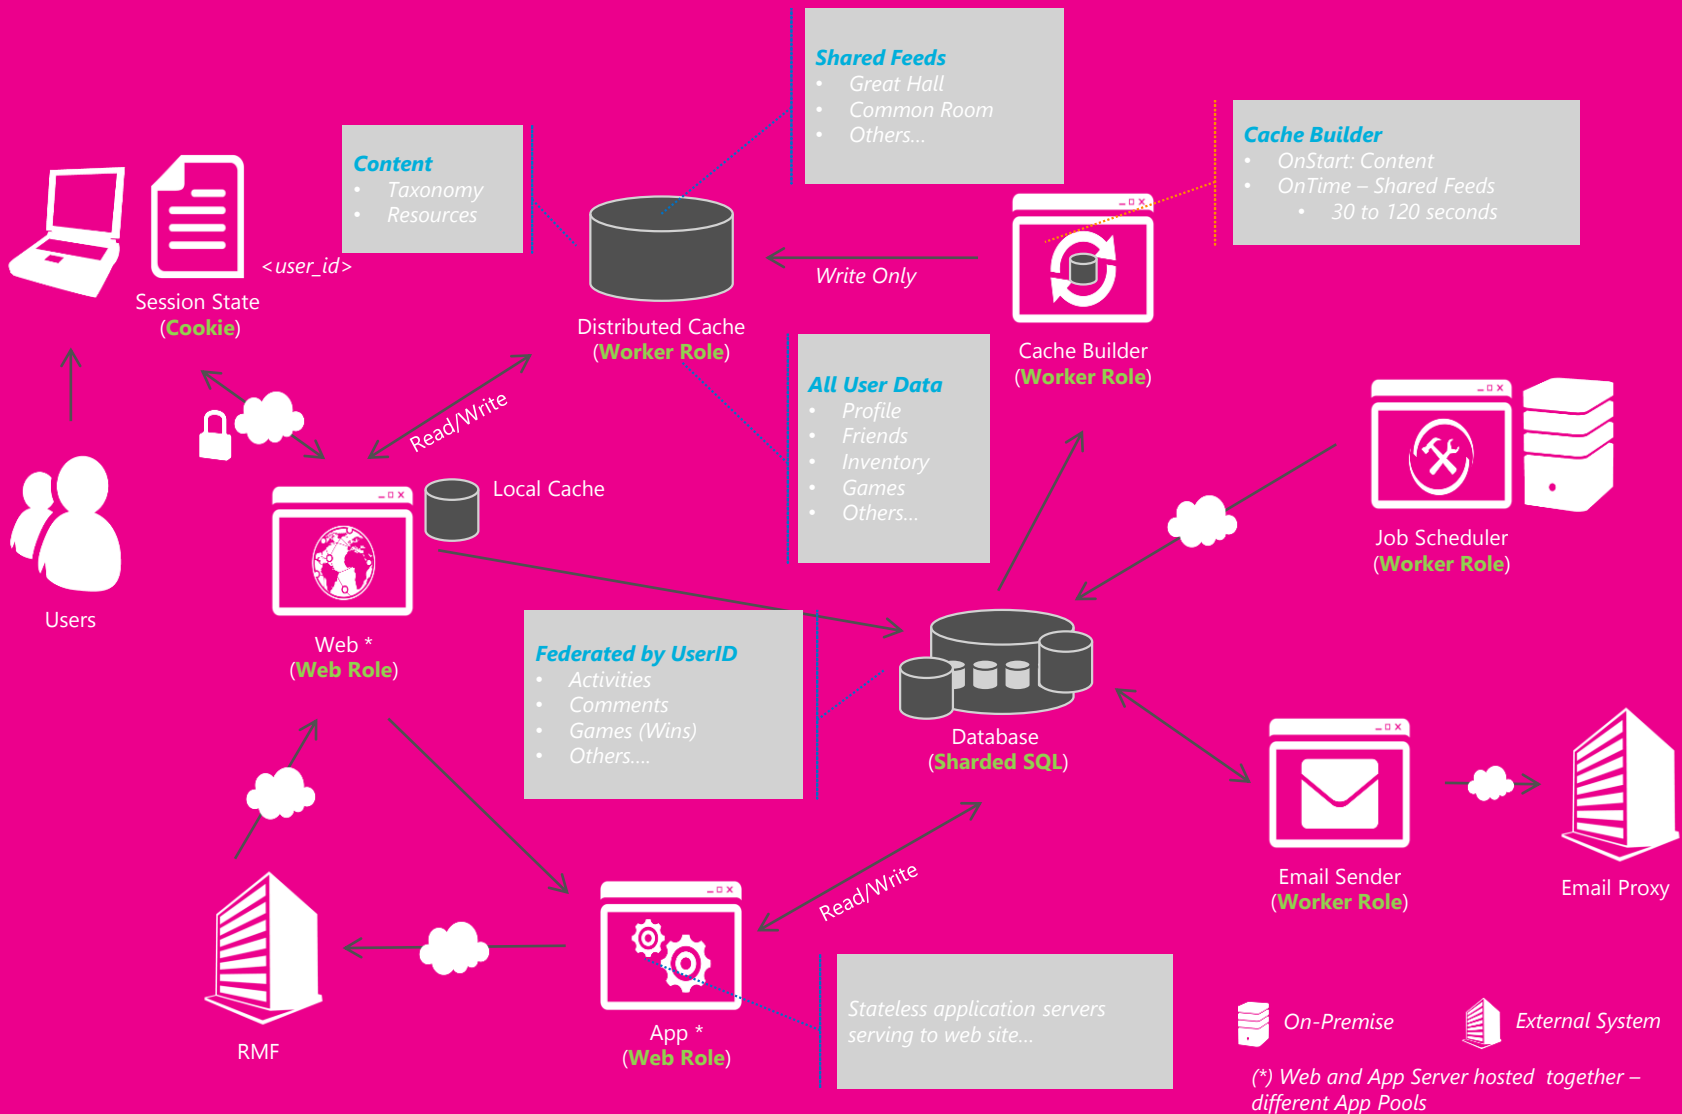 Shared Feeds
• Great Hall
• Common Room
• Others...
Content
• Taxonomy
• Resources
Cache Builder
• OnStart: Content
• OnTime – Shared Feeds
• 30 to 120 seconds
<user_id>
Session State
(Cookie)
Write Only
Distributed Cache
(Worker Role)
Cache Builder
(Worker Role)
All User Data
• Profile
• Friends
• Inventory
• Games
• Others...
Read/Write
Local Cache
Job Scheduler
(Worker Role)
Users
Web *
(Web Role)
Federated by UserID
• Activities
• Comments
• Games (Wins)
• Others....
Database
(Sharded SQL)
Email Sender
(Worker Role)
Email Proxy
Read/Write
RMF
App *
(Web Role)
Stateless application servers
serving to web site...
On-Premise
External System
(*) Web and App Server hosted together –
different App Pools